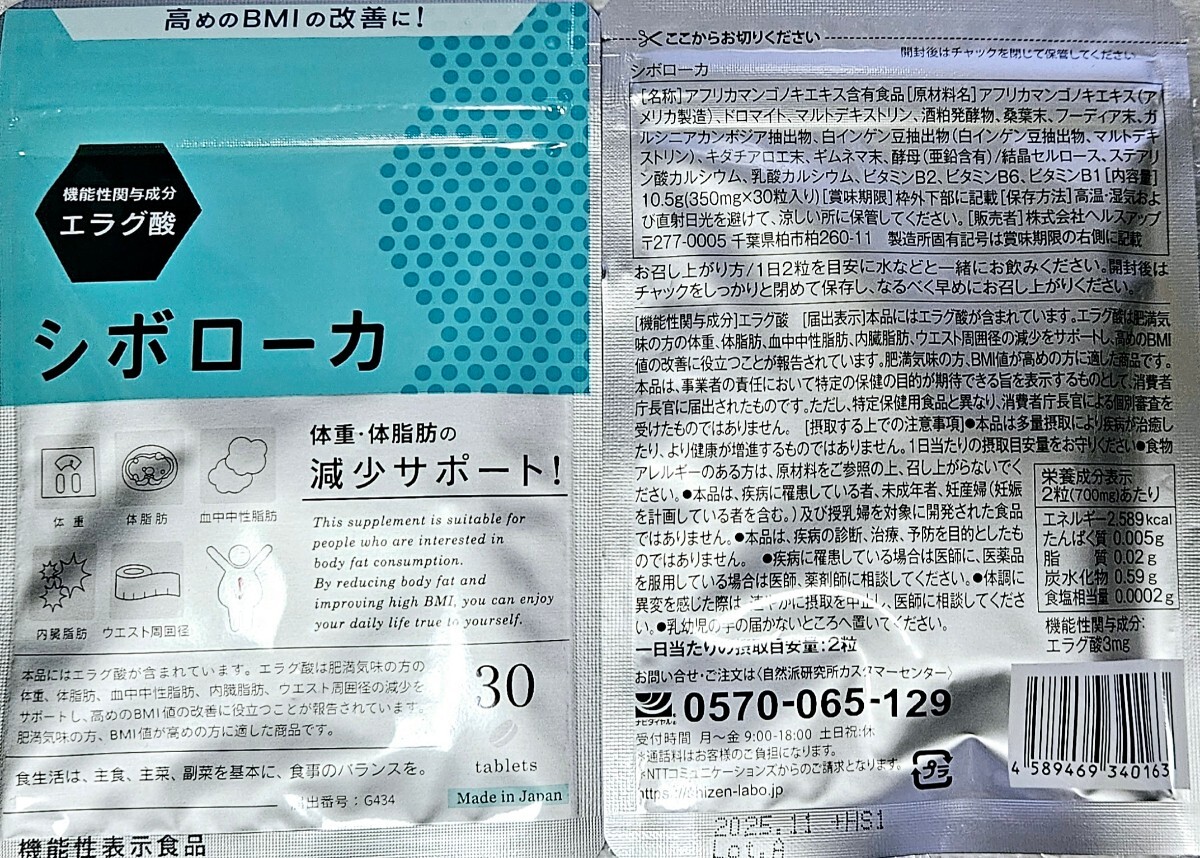 高めのBMIの改善に!
機能性関与成分
エラグ酸
シボローカ
体重・体脂肪の
減少サポート!
体重
体脂肪
血中中性脂肪
内臓脂肪
ウエスト周囲径
This supplement is suitable for
people who are interested in
body fat consumption.
By reducing body fat and
improving high BMI, you can enjoy
your daily life true to yourself.
本品にはエラグ酸が含まれています。エラグ酸は肥満気味の方の
体重、体脂肪、血中中性脂肪、内臓脂肪、ウエスト周囲径の減少を
サポートし、高めのBMI値の改善に役立つことが報告されています。
肥満気味の方、BMI値が高めの方に適した商品です。
30
tablets
食生活は、主食、主菜、副菜を基本に、食事のバランスを。
出番号:G434
Made in Japan
機能性表示食品
ここからお切りください
開封後はチャックを閉じて保管してください
シボローカ
[名称]アフリカマンゴノキエキス含有食品[原材料名]アフリカマンゴノキエキス(ア
メリカ製造)、ドロマイト、マルトデキストリン、酒粕発酵物、桑葉末、フーディア末、ガ
ルシニアカンボジア抽出物、白インゲン豆抽出物(白インゲン豆抽出物、マルトデ
キストリン)、キダチアロエ末、ギムネマ末、酵母(亜鉛含有)/結晶セルロース、ステアリ
ン酸カルシウム、乳酸カルシウム、ビタミンB2、ビタミンB6、ビタミンB1[内容量]
10.5g(350mg×30粒入り)[賞味期限]枠外下部に記載[保存方法]高温・湿気およ
び直射日光を避けて、涼しい所に保管してください。[販売者]株式会社ヘルスアップ
〒277-0005 千葉県柏市柏260-11 製造所固有記号は賞味期限の右側に記載
お召し上がり方/1日2粒を目安に水などと一緒にお飲みください。開封後は
チャックをしっかりと閉めて保存し、なるべく早めにお召し上がりください。
[機能性関与成分]エラグ酸 [届出表示]本品にはエラグ酸が含まれています。エラグ酸は肥満気
味の方の体重、体脂肪、血中中性脂肪、内臓脂肪、ウエスト周囲径の減少をサポートし、高めのBMI
値の改善に役立つことが報告されています。肥満気味の方、BMI値が高めの方に適した商品です。
本品は、事業者の責任において特定の保健の目的が期待できる旨を表示するものとして、消費者
庁長官に届出されたものです。ただし、特定保健用食品と異なり、消費者庁長官による個別審査を
受けたものではありません。 [摂取する上での注意事項]●本品は多量摂取により疾病が治癒し
たり、より健康が増進するものではありません。1日当たりの摂取目安量をお守りください●食物
アレルギーのある方は、原材料をご参照の上、召し上がらないでく
ださい。●本品は、疾病に罹患している者、未成年者、妊産婦(妊娠
を計画している者を含む。)及び授乳婦を対象に開発された食品
ではありません。●本品は、疾病の診断、治療、予防を目的としたも
のではありません。 ●疾病に罹患している場合は医師に、医薬品
を服用している場合は医師、薬剤師に相談してください。●体調に
異変を感じた際は、速やかに摂取を中止し、医師に相談してくださ
い。●乳幼児の手の届かないところへ置いてください。
一日当たりの摂取目安量:2粒
栄養成分表示
2粒(700mg)あたり
エネルギー2.589kcal
たんぱく質 0.005g
脂質 0.02g
炭水化物 0.59g
食塩相当量 0.0002g
機能性関与成分:
エラグ酸3mg
お問い合せ・ご注文は〈自然派研究所カスタマーセンター〉
ナビダイヤル
0570-065-129
受付時間 月〜金 9:00-18:00 土日祝:休
*通話料はお客様のご負担になります。
*NTTコミュニケーションズからのご請求となります。
https://shizen-labo.jp
プラ
4 589469 340163
2025.11 +HS1
Lot.A